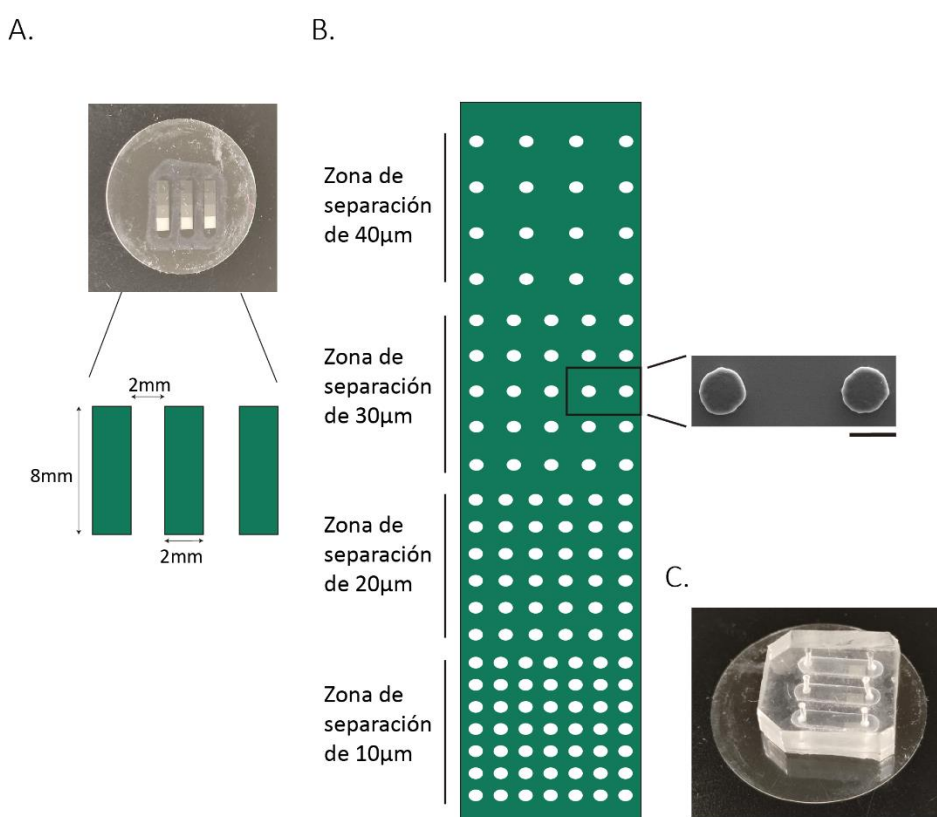 A.
B.
Zona de
separación
de 40µm
Zona de
separación
de 30µm
2mm
8mm
2mm
Zona de
separación
de 20µm
C.
Zona de
separación
de 10µm